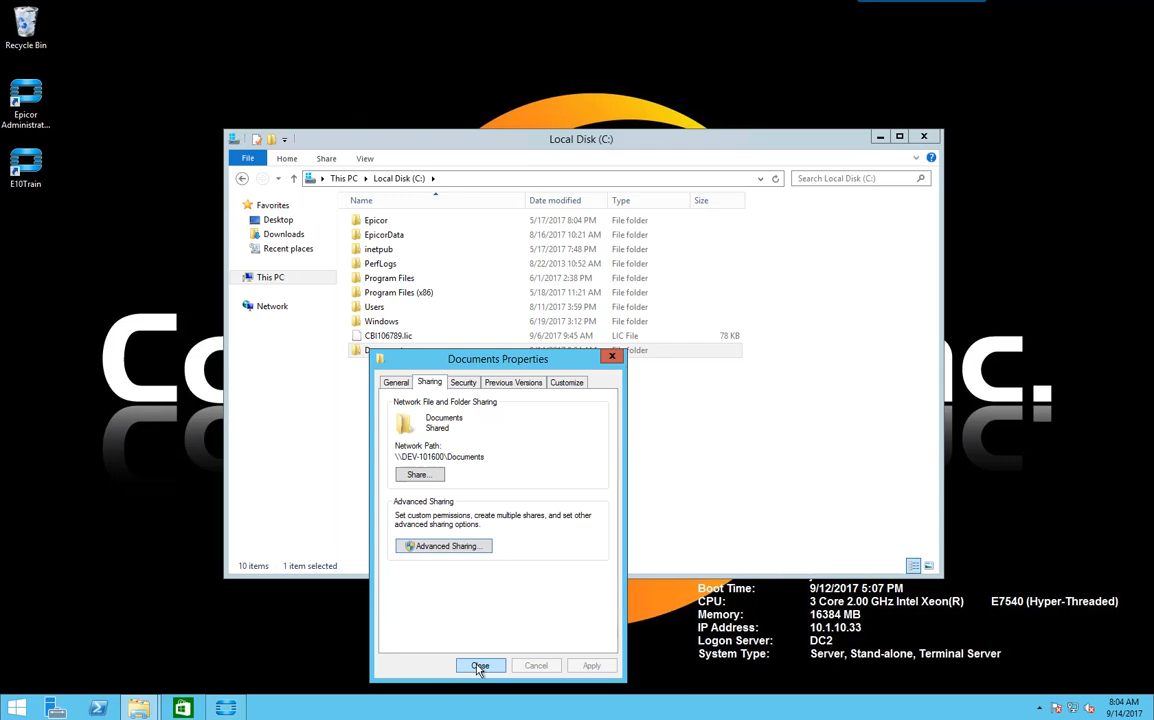 Recycle Bin
Epicor
Administrat...
E10Train
Local Disk (C:)
File Home Share View
This PC Local Disk (C:)
Search Local Disk (C:)
Favorites
Desktop
Downloads
Recent places
This PC
Network
Name Date modified Type Size
Epicor 5/17/2017 8:04 PM File folder
EpicorData 8/16/2017 10:21 AM File folder
inetpub 5/17/2017 7:48 PM File folder
PerfLogs 8/22/2013 10:52 AM File folder
Program Files 6/1/2017 2:38 PM File folder
Program Files (x86) 5/18/2017 11:21 AM File folder
Users 8/11/2017 3:59 PM File folder
Windows 6/19/2017 3:12 PM File folder
CBI106789.lic 9/6/2017 9:45 AM LIC File 78 KB
folder
Documents Properties
General Sharing Security Previous Versions Customize
Network File and Folder Sharing
Documents
Shared
Network Path:
\\DEV-101600\Documents
Share...
Advanced Sharing
Set custom permissions, create multiple shares, and set other
advanced sharing options.
Advanced Sharing...
Close Cancel Apply
10 items 1 item selected
Co nc.
Boot Time: 9/12/2017 5:07 PM
CPU: 3 Core 2.00 GHz Intel Xeon(R) E7540 (Hyper-Threaded)
Memory: 16384 MB
IP Address: 10.1.10.33
Logon Server: DC2
System Type: Server, Stand-alone, Terminal Server
8:04 AM
9/14/2017